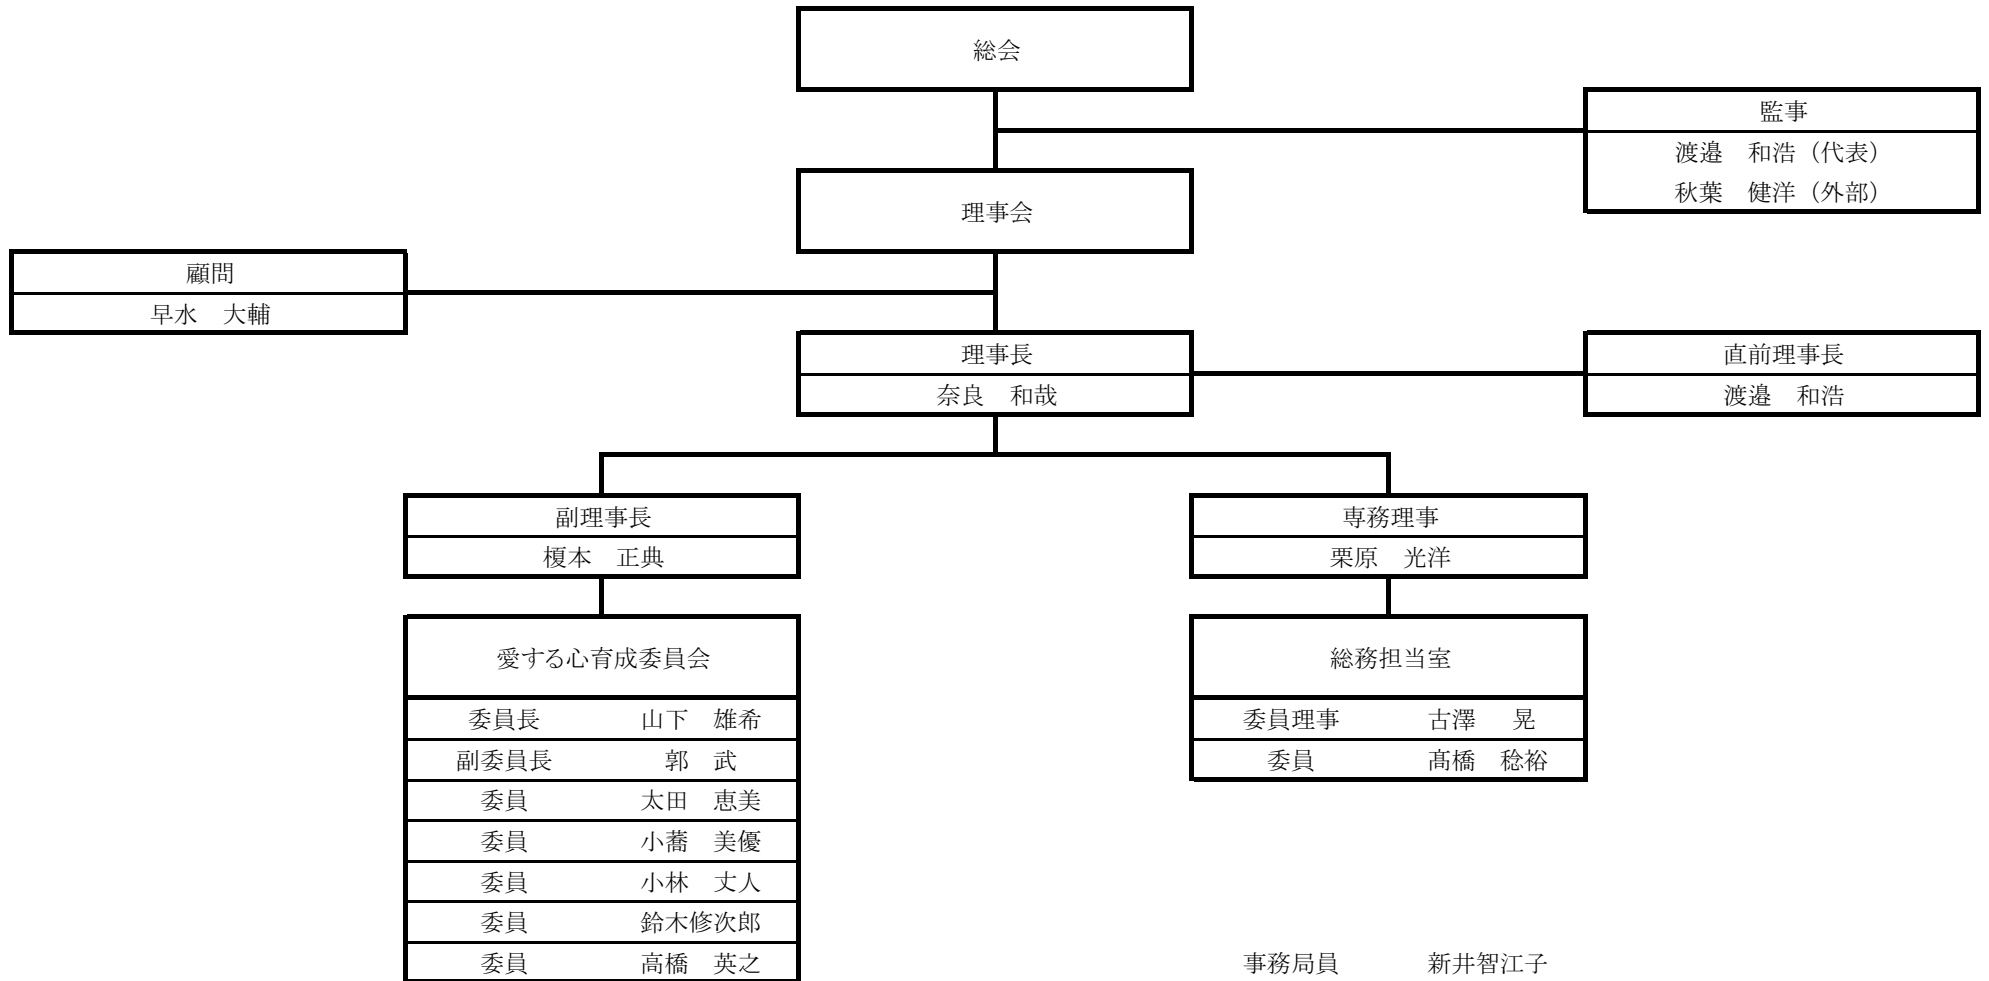 総会
監事
渡邉　和浩（代表）
秋葉　健洋（外部）
理事会
顧問
早水　大輔
理事長
奈良　和哉
直前理事長
渡邉　和浩
副理事長
榎本　正典
専務理事
栗原　光洋
愛する心育成委員会
総務担当室
委員長　山下　雄希
委員理事　古澤　晃
副委員長　郭　武
委員　髙橋　稔裕
委員　太田　恵美
委員　小蕎　美優
委員　小林　丈人
委員　鈴木修次郎
委員　高橋　英之
事務局員　新井智江子